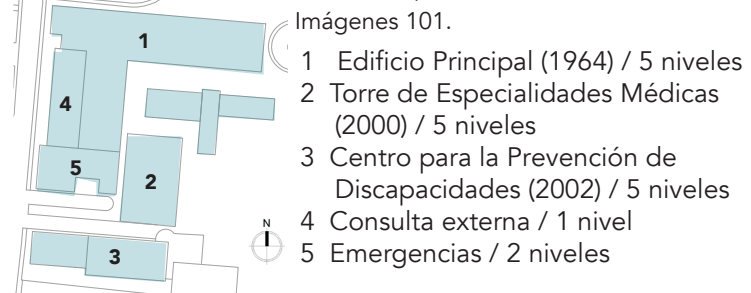 Imágenes 101.
1 Edificio Principal (1964) / 5 niveles
2 Torre de Especialidades Médicas
(2000) / 5 niveles
3 Centro para la Prevención de
Discapacidades (2002) / 5 niveles
4 Consulta externa / 1 nivel
5 Emergencias / 2 niveles
1
4
5
2
N
3